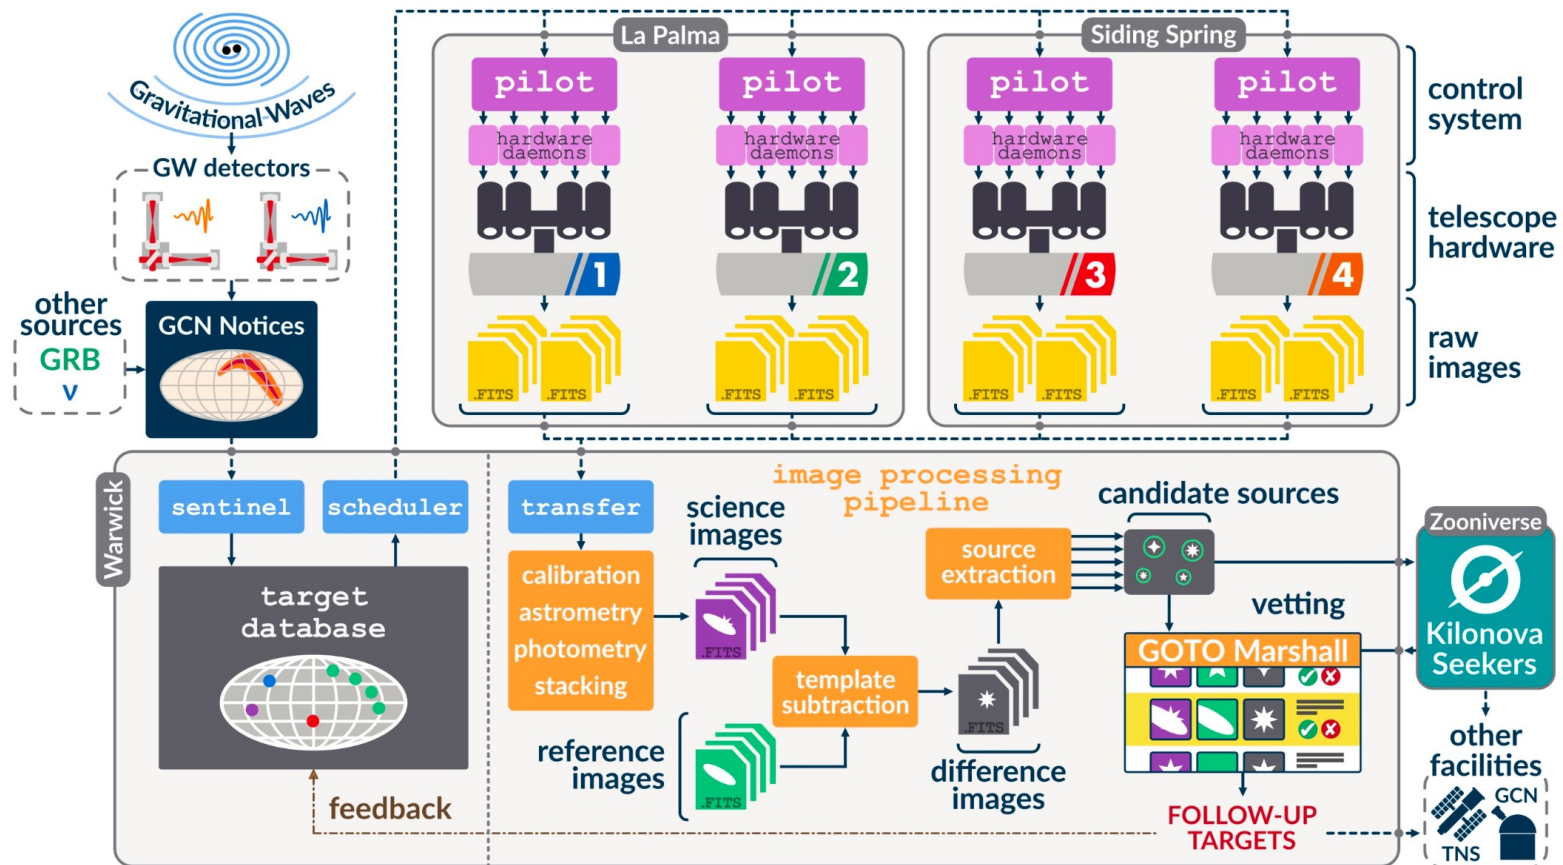 Gravitational Waves
GW detectors
other
sources
GRB
ν
GCN Notices
La Palma
Siding Spring
pilot
pilot
pilot
pilot
hardware
daemons
hardware
daemons
hardware
daemons
hardware
daemons
1
2
3
4
.FITS
.FITS
.FITS
.FITS
.FITS
.FITS
.FITS
.FITS
control
system
telescope
hardware
raw
images
Warwick
sentinel
scheduler
target
database
feedback
transfer
calibration
astrometry
photometry
stacking
image processing
pipeline
science
images
.FITS
reference
images
.FITS
template
subtraction
source
extraction
.FITS
difference
images
candidate sources
vetting
GOTO Marshall
FOLLOW-UP
TARGETS
Zooniverse
Kilonova
Seekers
other
facilities
GCN
TNS